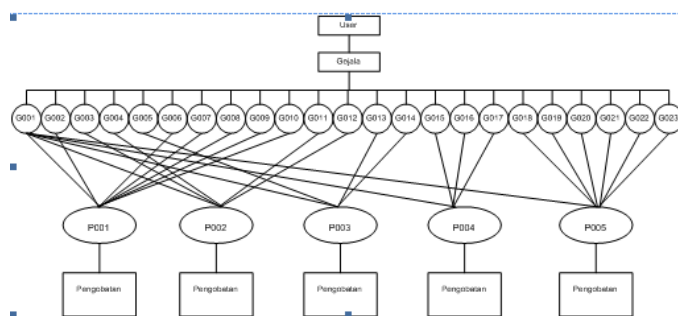 User
Gejala
G001 G002 G003 G004 G005 G006 G007 G008 G009 G010 G011 G012 G013 G014 G015 G016 G017 G018 G019 G020 G021 G022 G023
P001 P002 P003 P004 P005
Pengobatan Pengobatan Pengobatan Pengobatan Pengobatan